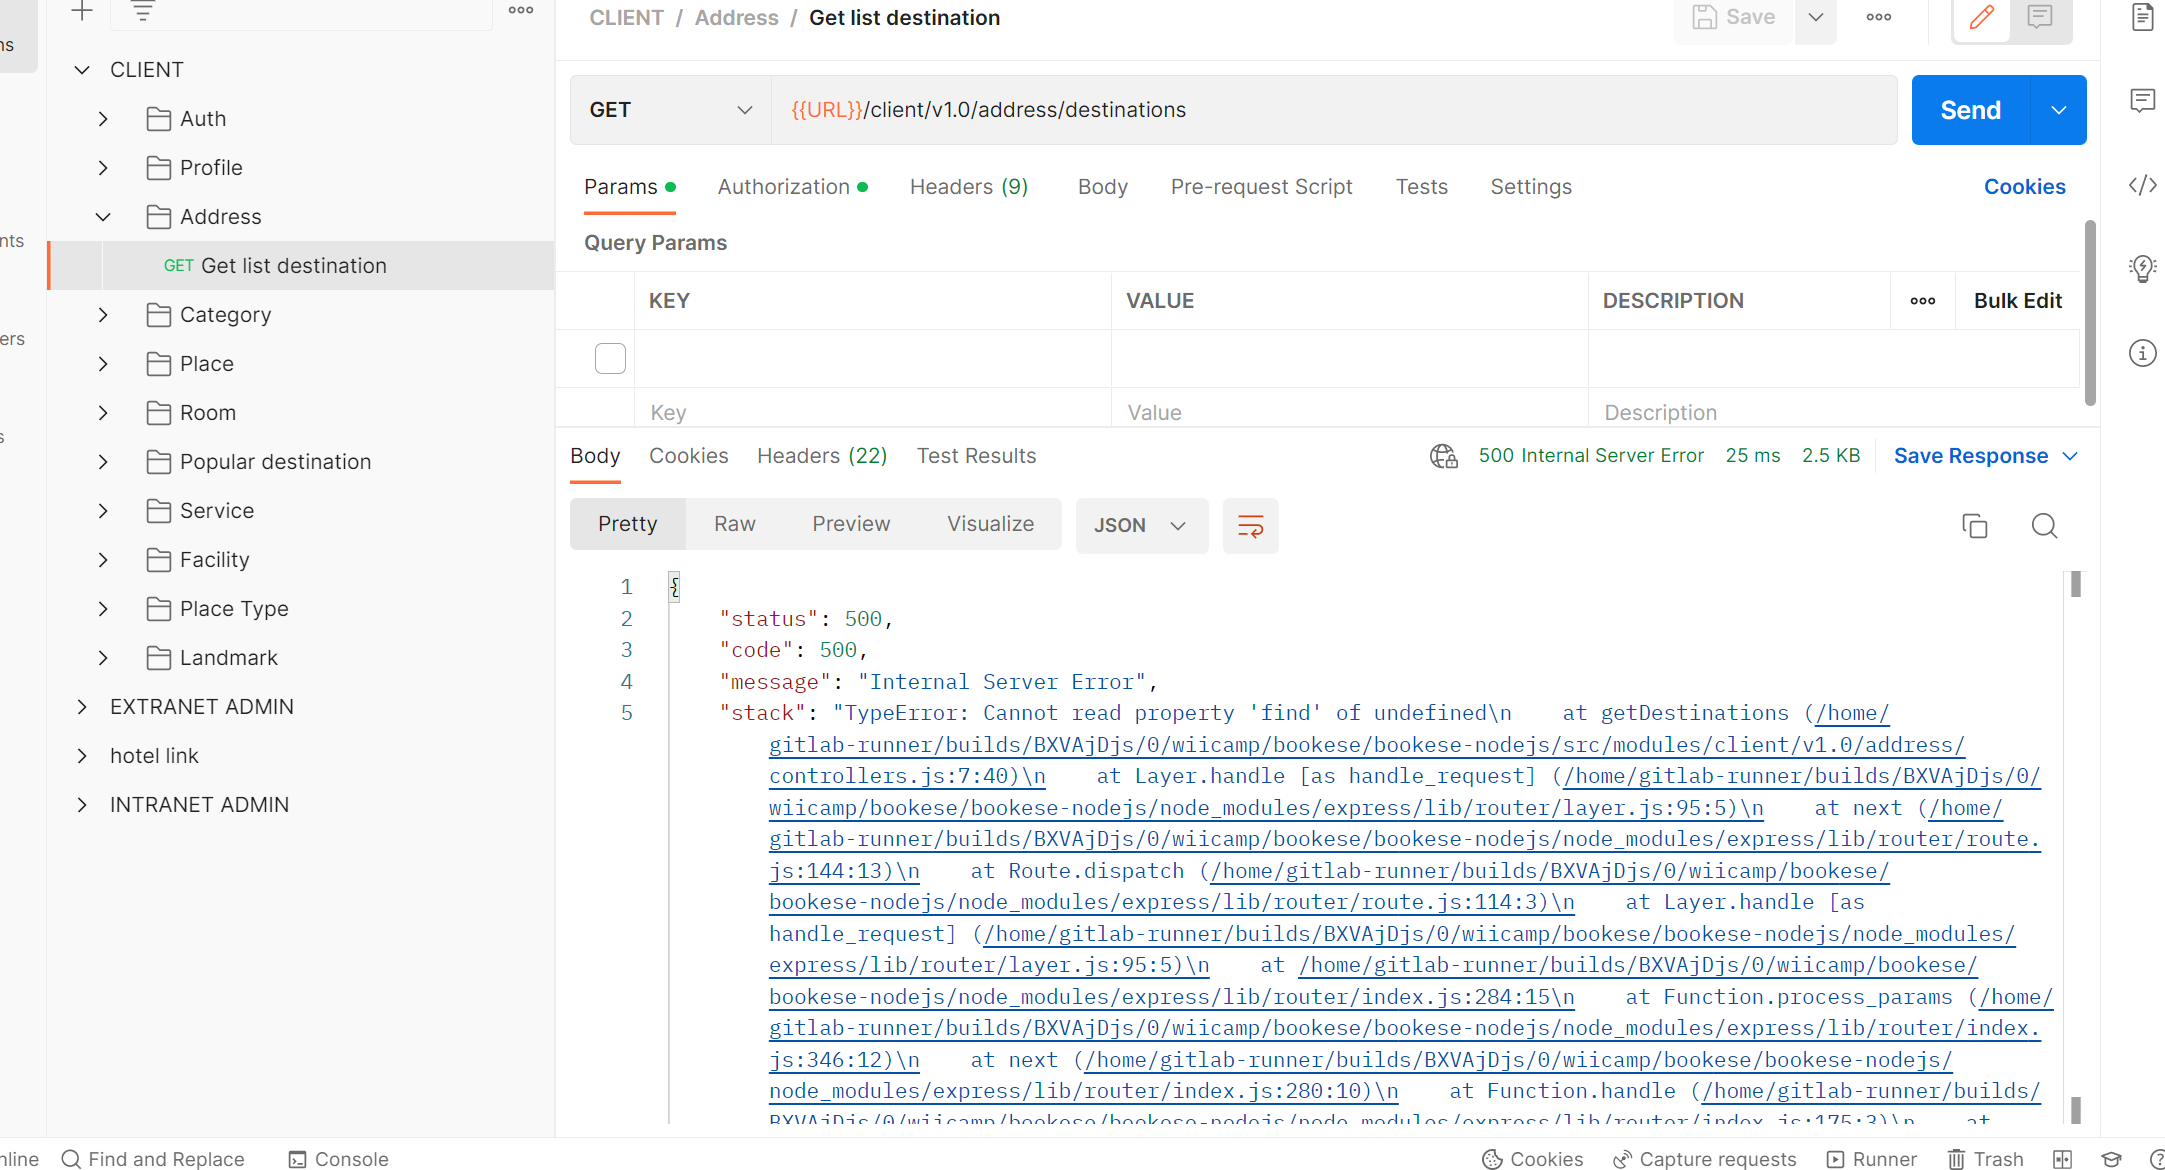 CLIENT
Auth
Profile
Address
GET Get list destination
Category
Place
Room
Popular destination
Service
Facility
Place Type
Landmark
EXTRANET ADMIN
hotel link
INTRANET ADMIN
CLIENT / Address / Get list destination
Save
GET
{{URL}}/client/v1.0/address/destinations
Send
Params Authorization Headers (9) Body Pre-request Script Tests Settings Cookies
Query Params
KEY VALUE DESCRIPTION Bulk Edit
Key Value Description
Body Cookies Headers (22) Test Results 500 Internal Server Error 25 ms 2.5 KB Save Response
Pretty Raw Preview Visualize JSON
1 {
2 "status": 500,
3 "code": 500,
4 "message": "Internal Server Error",
5 "stack": "TypeError: Cannot read property 'find' of undefined\n    at getDestinations (/home/
gitlab-runner/builds/BXVAjDjs/0/wiicamp/bookese/bookese-nodejs/src/modules/client/v1.0/address/
controllers.js:7:40)\n    at Layer.handle [as handle_request] (/home/gitlab-runner/builds/BXVAjDjs/0/
wiicamp/bookese/bookese-nodejs/node_modules/express/lib/router/layer.js:95:5)\n    at next (/home/
gitlab-runner/builds/BXVAjDjs/0/wiicamp/bookese/bookese-nodejs/node_modules/express/lib/router/route.
js:144:13)\n    at Route.dispatch (/home/gitlab-runner/builds/BXVAjDjs/0/wiicamp/bookese/
bookese-nodejs/node_modules/express/lib/router/route.js:114:3)\n    at Layer.handle [as
handle_request] (/home/gitlab-runner/builds/BXVAjDjs/0/wiicamp/bookese/bookese-nodejs/node_modules/
express/lib/router/layer.js:95:5)\n    at /home/gitlab-runner/builds/BXVAjDjs/0/wiicamp/bookese/
bookese-nodejs/node_modules/express/lib/router/index.js:284:15\n    at Function.process_params (/home/
gitlab-runner/builds/BXVAjDjs/0/wiicamp/bookese/bookese-nodejs/node_modules/express/lib/router/index.
js:346:12)\n    at next (/home/gitlab-runner/builds/BXVAjDjs/0/wiicamp/bookese/bookese-nodejs/
node_modules/express/lib/router/index.js:280:10)\n    at Function.handle (/home/gitlab-runner/builds/
BXVAjDjs/0/wiicamp/bookese/bookese-nodejs/node_modules/express/lib/router/index.js:175:3)\n    at
Find and Replace Console Cookies Capture requests Runner Trash